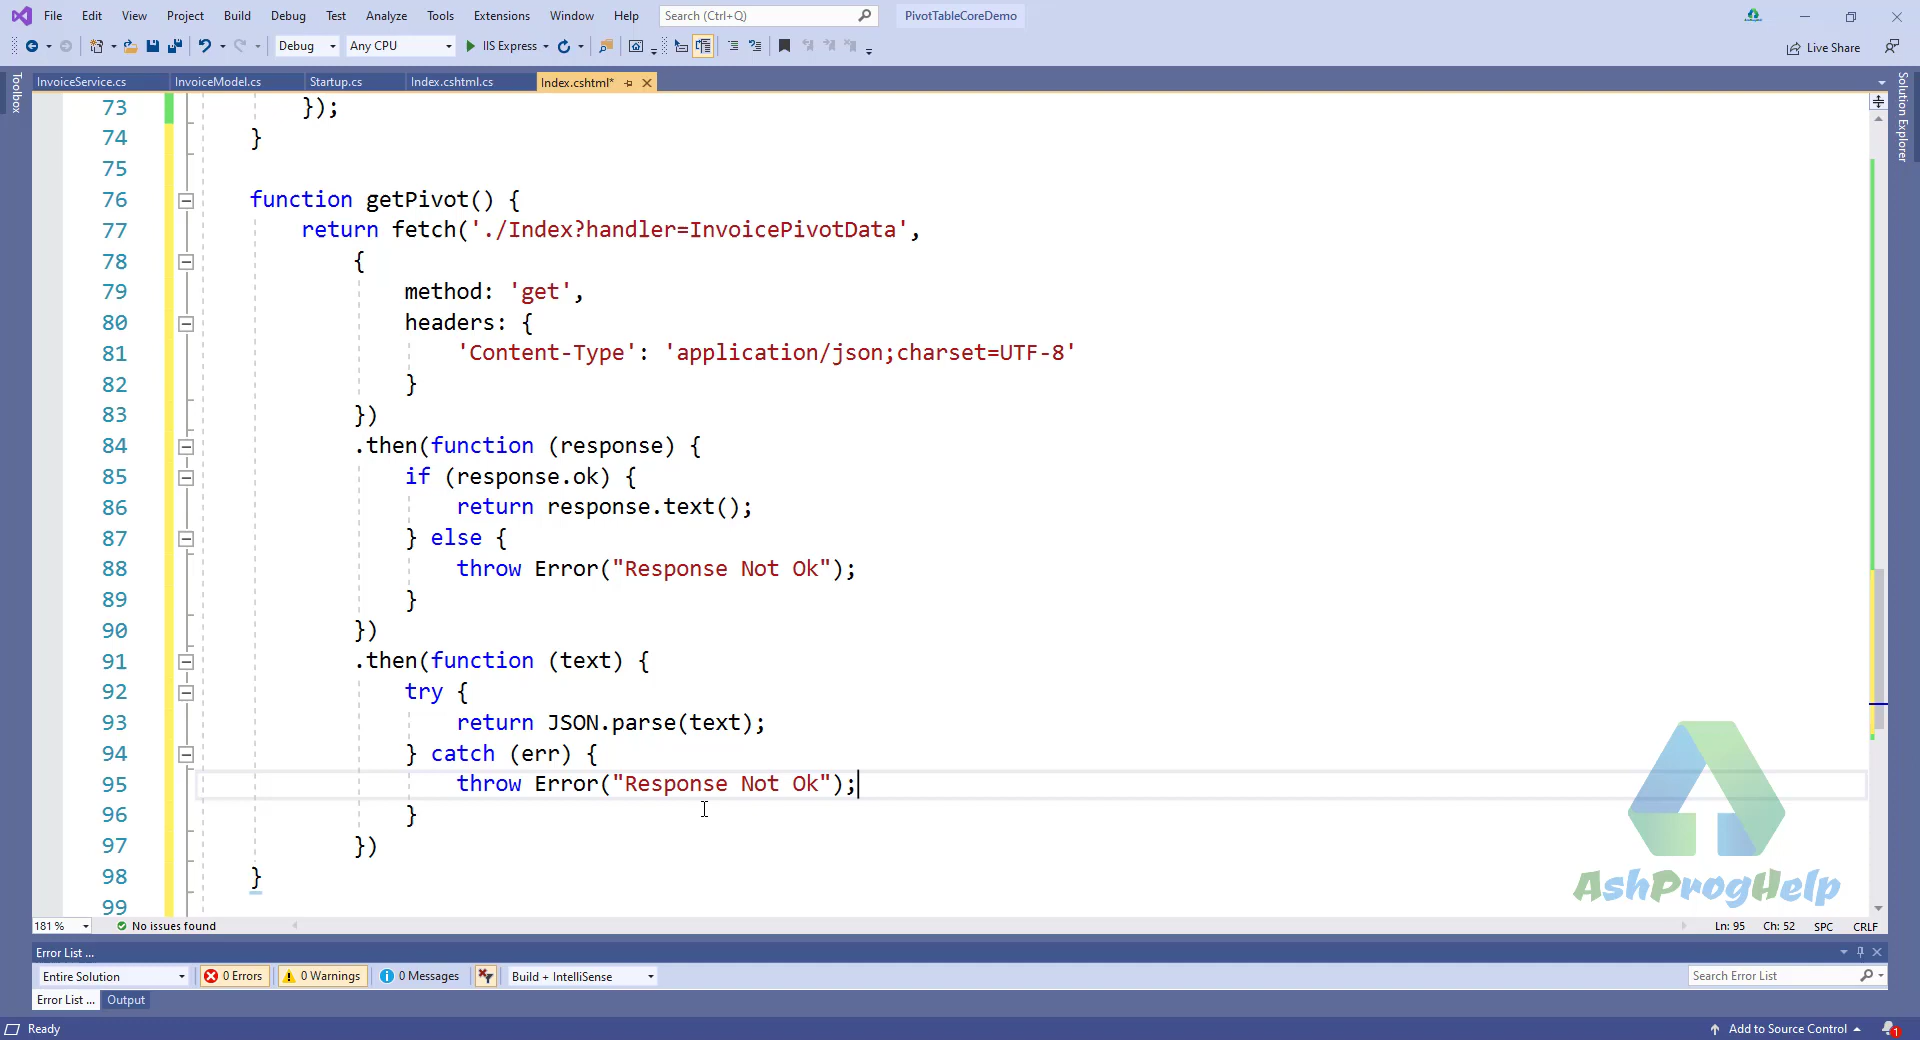 File Edit View Project Build Debug Test Analyze Tools Extensions Window Help Search (Ctrl+Q) PivotTableCoreDemo
Debug Any CPU IIS Express Live Share
InvoiceService.cs InvoiceModel.cs Startup.cs Index.cshtml.cs Index.cshtml*
Toolbox
Solution Explorer
73 });
74 }
75
76 function getPivot() {
77 return fetch('./Index?handler=InvoicePivotData',
78 {
79 method: 'get',
80 headers: {
81 'Content-Type': 'application/json;charset=UTF-8'
82 }
83 })
84 .then(function (response) {
85 if (response.ok) {
86 return response.text();
87 } else {
88 throw Error("Response Not Ok");
89 }
90 })
91 .then(function (text) {
92 try {
93 return JSON.parse(text);
94 } catch (err) {
95 throw Error("Response Not Ok");
96 }
97 })
98 }
99
AshProgHelp
181 % No issues found Ln: 95 Ch: 52 SPC CRLF
Error List ...
Entire Solution 0 Errors 0 Warnings 0 Messages Build + IntelliSense Search Error List
Error List ... Output
Ready Add to Source Control 1